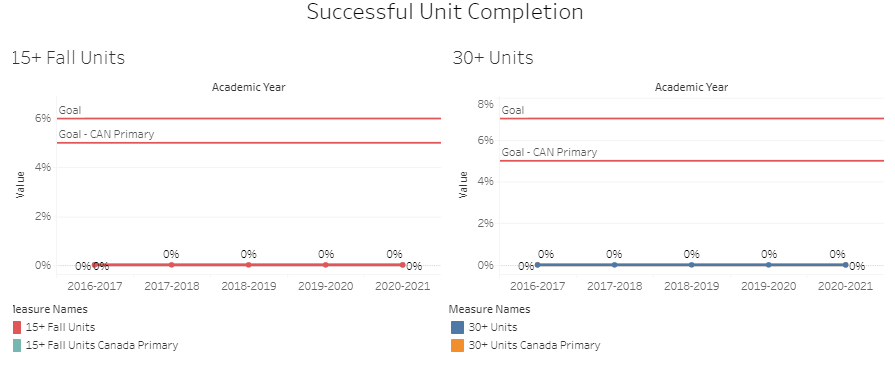 Successful Unit Completion
15+ Fall Units
Academic Year
Value
6%
4%
2%
0%
Goal
Goal - CAN Primary
0% 0% 0% 0% 0% 0% 0%
2016-2017 2017-2018 2018-2019 2019-2020 2020-2021
Measure Names
15+ Fall Units
15+ Fall Units Canada Primary
30+ Units
Academic Year
Value
8%
6%
4%
2%
0%
Goal
Goal - CAN Primary
0% 0% 0% 0% 0% 0% 0%
2016-2017 2017-2018 2018-2019 2019-2020 2020-2021
Measure Names
30+ Units
30+ Units Canada Primary